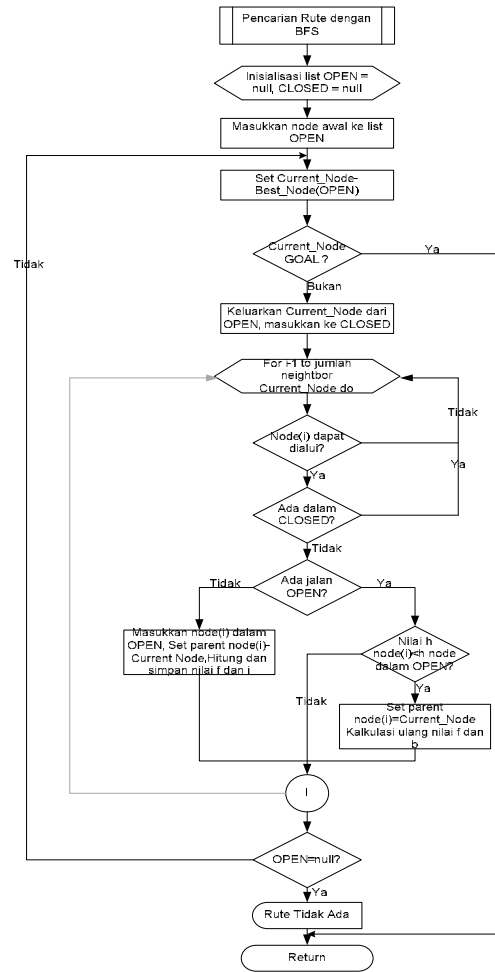 Pencarian Rute dengan
BFS
Inisialisasi list OPEN =
null, CLOSED = null
Masukkan node awal ke list
OPEN
Set Current_Node-
Best_Node(OPEN)
Current_Node
GOAL ?
Ya
Tidak
Bukan
Keluarkan Current_Node dari
OPEN, masukkan ke CLOSED
For F1 to jumlah
neightbor
Current_Node do
Tidak
Node(i) dapat
dialui?
Ya
Ya
Ada dalam
CLOSED?
Tidak
Ada jalan
OPEN?
Tidak
Ya
Masukkan node(i) dalam
OPEN, Set parent node(i)-
Current Node,Hitung dan
simpan nilai f dan i
Nilai h
node(i)<h node
dalam OPEN?
Ya
Tidak
Set parent
node(i)=Current_Node
Kalkulasi ulang nilai f dan
b
I
OPEN=null?
Ya
Rute Tidak Ada
Return